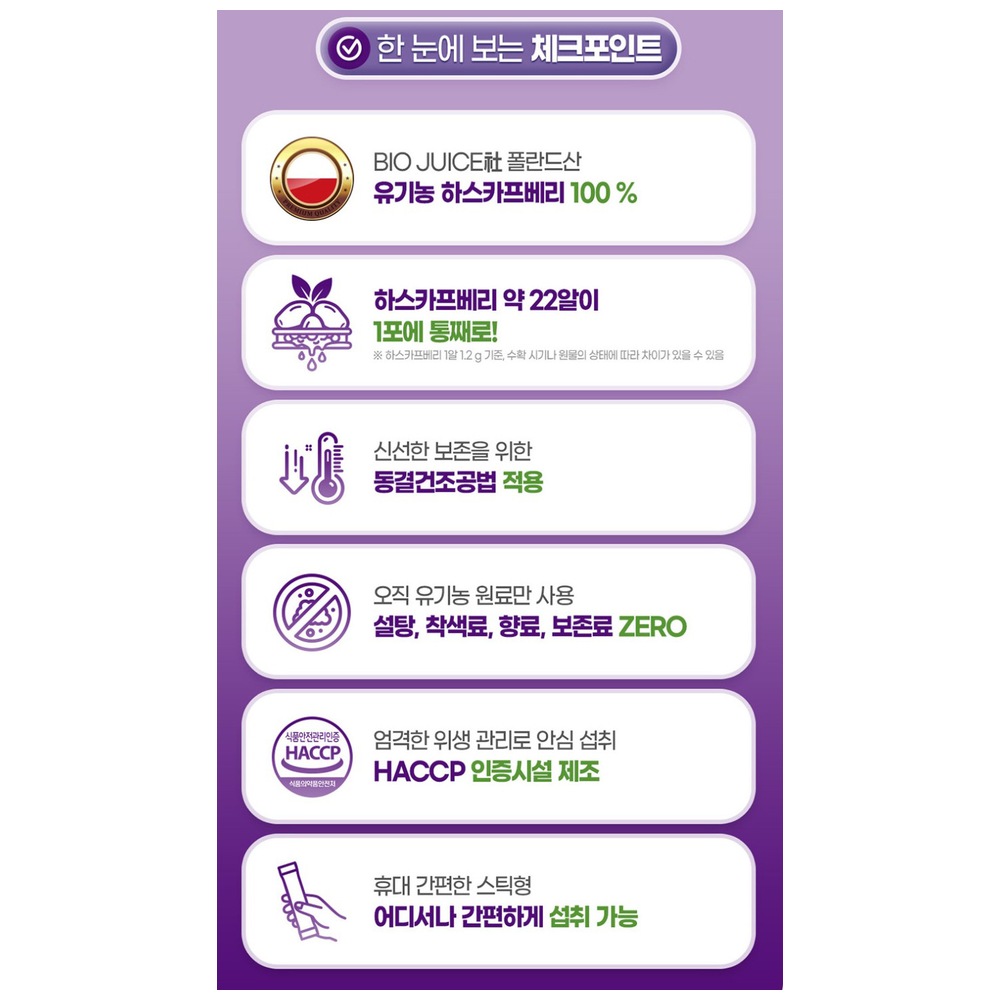 한 눈에 보는 체크포인트
PREMIUM QUALITY
BIO JUICE社 폴란드산
유기농 하스카프베리 100 %
하스카프베리 약 22알이
1포에 통째로!
※ 하스카프베리 1알 1.2 g 기준, 수확 시기나 원물의 상태에 따라 차이가 있을 수 있음
신선한 보존을 위한
동결건조공법 적용
오직 유기농 원료만 사용
설탕, 착색료, 향료, 보존료 ZERO
식품안전관리인증
HACCP
식품의약품안전처
엄격한 위생 관리로 안심 섭취
HACCP 인증시설 제조
휴대 간편한 스틱형
어디서나 간편하게 섭취 가능